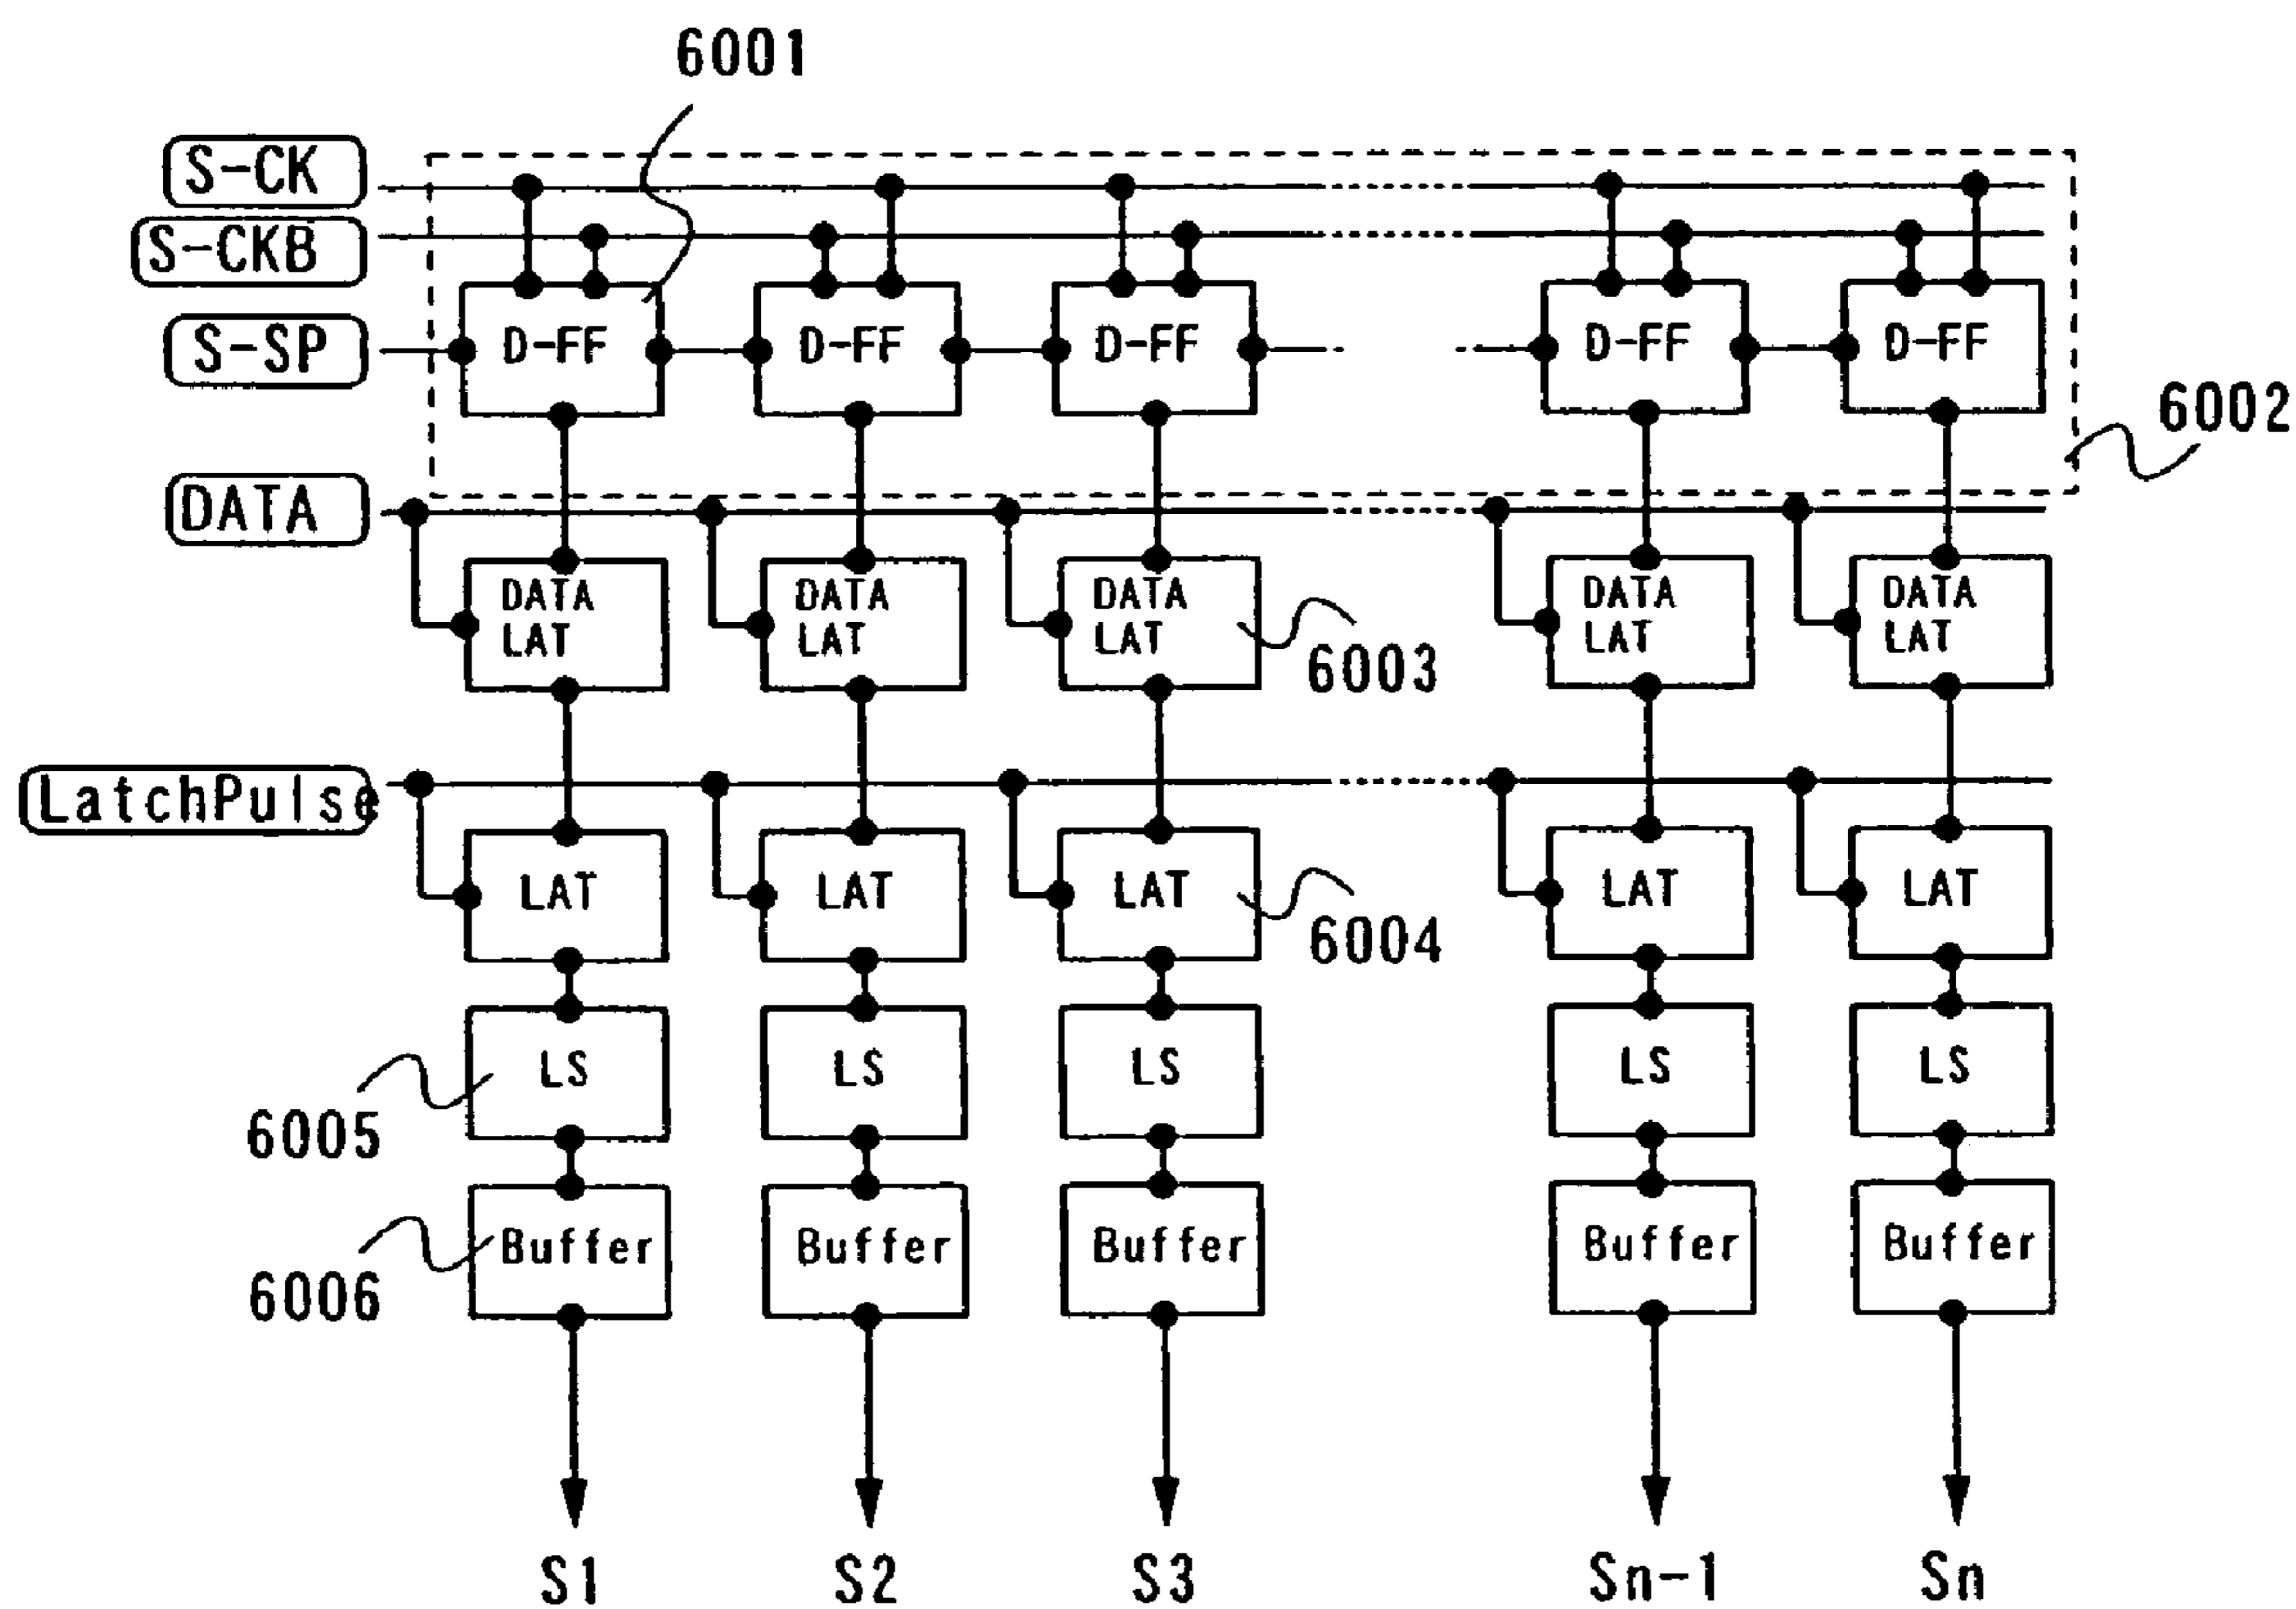 6001
S-CK
S-CKB
S-SP
D-FF D-FF D-FF D-FF D-FF
6002
DATA
DATA LAT DATA LAT DATA LAT DATA LAT DATA LAT
6003
LatchPulse
LAT LAT LAT LAT LAT
6004
LS LS LS LS LS
6005
Buffer Buffer Buffer Buffer Buffer
6006
S1 S2 S3 Sn-1 Sn